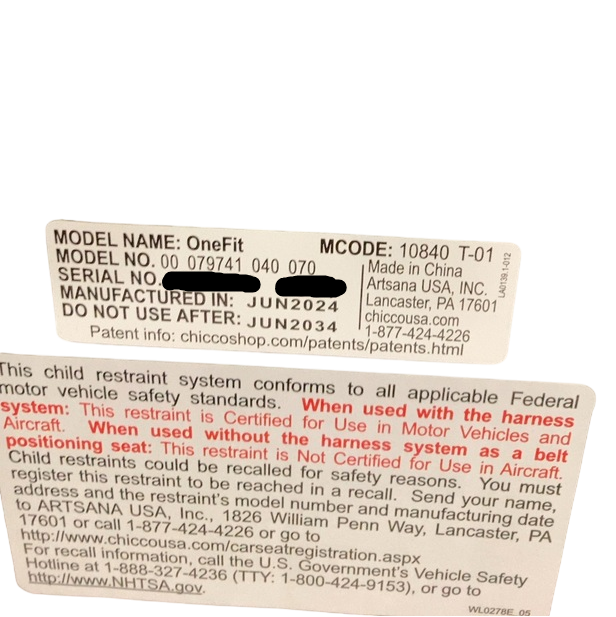 MODEL NAME: OneFit
MCODE: 10840 T-01
MODEL NO. 00 079741 040 070
SERIAL NO.
MANUFACTURED IN: JUN2024
DO NOT USE AFTER: JUN2034
Made in China
Artsana USA, INC.
Lancaster, PA 17601
chiccousa.com
1-877-424-4226
LA0139.1-012
Patent info: chiccoshop.com/patents/patents.html
This child restraint system conforms to all applicable Federal
motor vehicle safety standards. When used with the harness
system: This restraint is Certified for Use in Motor Vehicles and
Aircraft. When used without the harness system as a belt
positioning seat: This restraint is Not Certified for Use in Aircraft.
Child restraints could be recalled for safety reasons. You must
register this restraint to be reached in a recall. Send your name,
address and the restraint's model number and manufacturing date
to ARTSANA USA, Inc., 1826 William Penn Way, Lancaster, PA
17601 or call 1-877-424-4226 or go to
http://www.chiccousa.com/carseatregistration.aspx
For recall information, call the U.S. Government's Vehicle Safety
Hotline at 1-888-327-4236 (TTY: 1-800-424-9153), or go to
http://www.NHTSA.gov.
WL0278E_05